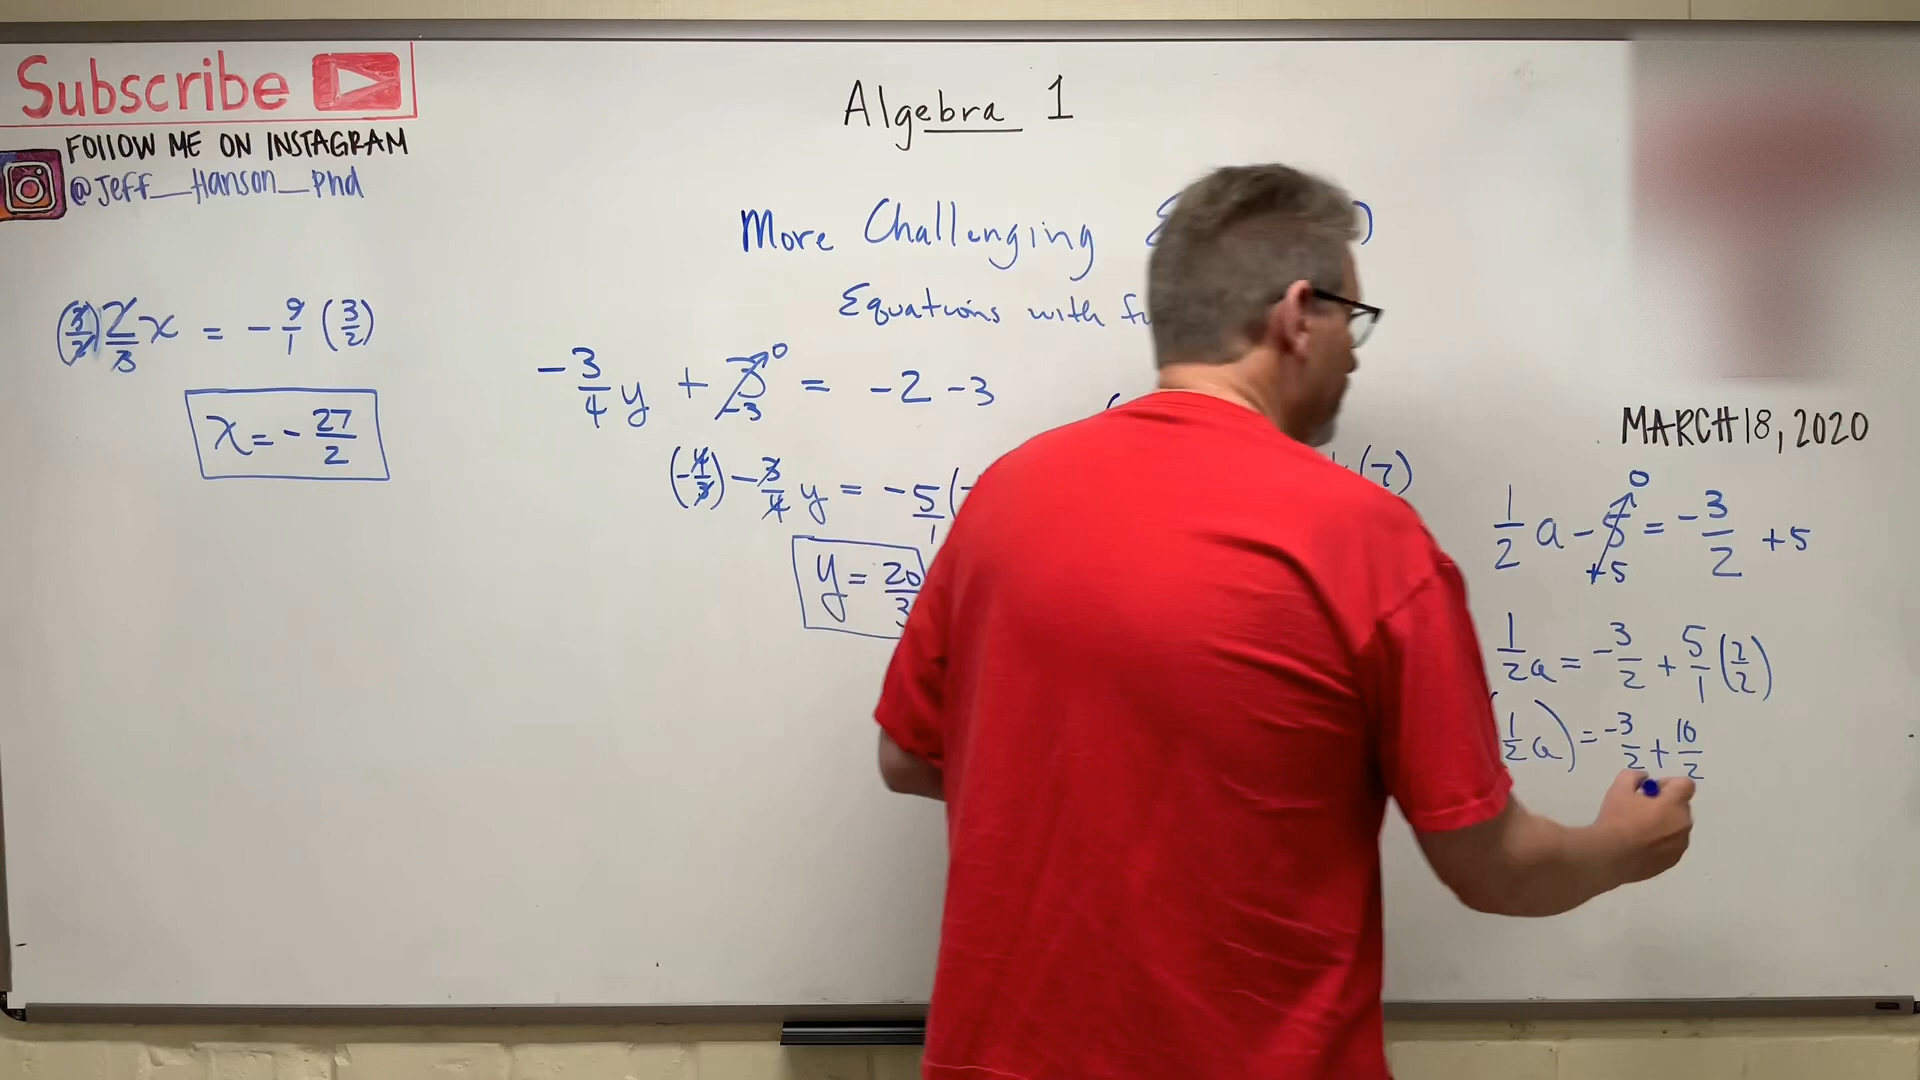 Subscribe
FOLLOW ME ON INSTAGRAM
@Jeff_Hanson_Phd
Algebra 1
More Challenging
Equations with
(3/2) 2/3 x = - 9/1 (3/2)
x = - 27/2
- 3/4 y + 3 = -2 -3
-3
0
(-4/3) - 3/4 y = - 5/1 (
y = 20/3
(7)
MARCH 18, 2020
1/2 a - 5 = - 3/2 + 5
+5
0
1/2 a = - 3/2 + 5/1 (2/2)
1/2 a) = -3/2 + 10/2